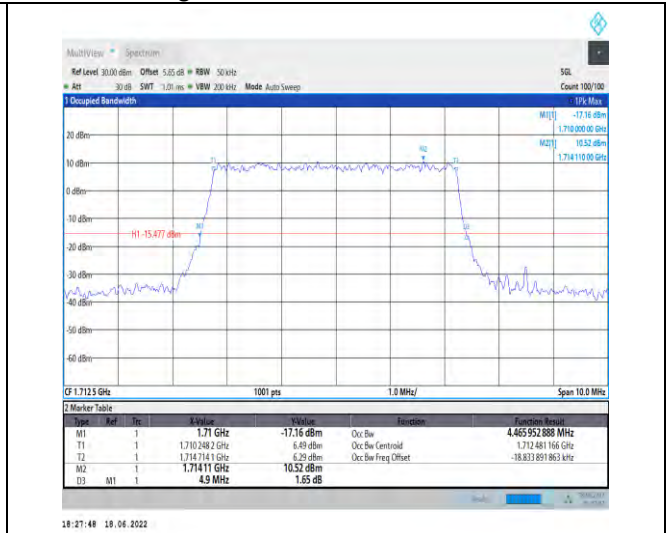 MultiView Spectrum
Ref Level 30.00 dBm Offset 5.85 dB RBW 50 kHz SGL
Att 30 dB SWT 1.01 ms VBW 200 kHz Mode Auto Sweep Count 100/100
1 Occupied Bandwidth 1Pk Max
M1[1] -17.16 dBm
1.710 000 00 GHz
M2[1] 10.52 dBm
1.714 110 00 GHz
20 dBm
M2
T1 T2
10 dBm
0 dBm
-10 dBm
M1 D3
H1 -15.477 dBm
-20 dBm
-30 dBm
-40 dBm
-50 dBm
-60 dBm
CF 1.712 5 GHz 1001 pts 1.0 MHz/ Span 10.0 MHz
2 Marker Table
Type Ref Trc X-Value Y-Value Function Function Result
M1 1 1.71 GHz -17.16 dBm Occ Bw 4.465 952 888 MHz
T1 1 1.710 248 2 GHz 6.49 dBm Occ Bw Centroid 1.712 481 166 GHz
T2 1 1.714 714 1 GHz 6.29 dBm Occ Bw Freq Offset -18.833 891 863 kHz
M2 1 1.714 11 GHz 10.52 dBm
D3 M1 1 4.9 MHz 1.65 dB
18:27:48 18.06.2022